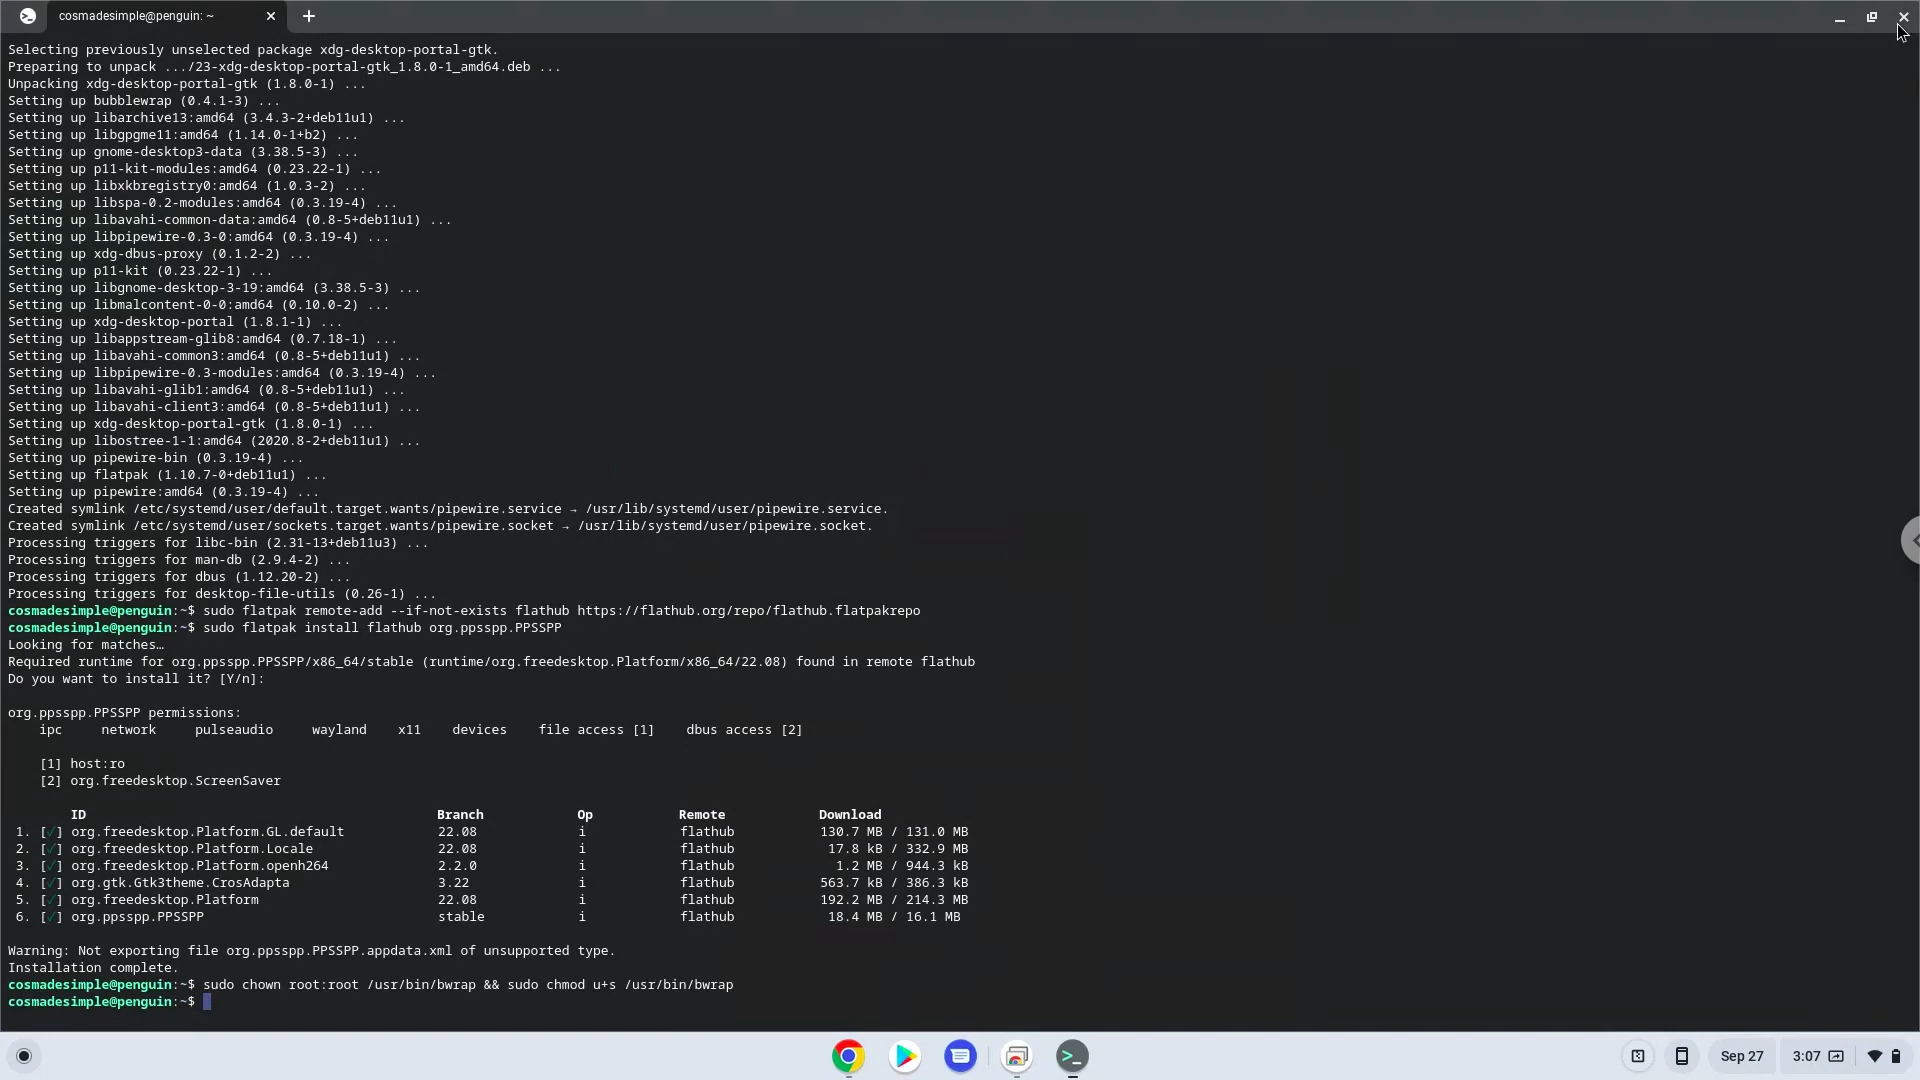 cosmadesimple@penguin: ~
Selecting previously unselected package xdg-desktop-portal-gtk.
Preparing to unpack .../23-xdg-desktop-portal-gtk_1.8.0-1_amd64.deb ...
Unpacking xdg-desktop-portal-gtk (1.8.0-1) ...
Setting up bubblewrap (0.4.1-3) ...
Setting up libarchive13:amd64 (3.4.3-2+deb11u1) ...
Setting up libgpgme11:amd64 (1.14.0-1+b2) ...
Setting up gnome-desktop3-data (3.38.5-3) ...
Setting up p11-kit-modules:amd64 (0.23.22-1) ...
Setting up libxkbregistry0:amd64 (1.0.3-2) ...
Setting up libspa-0.2-modules:amd64 (0.3.19-4) ...
Setting up libavahi-common-data:amd64 (0.8-5+deb11u1) ...
Setting up libpipewire-0.3-0:amd64 (0.3.19-4) ...
Setting up xdg-dbus-proxy (0.1.2-2) ...
Setting up p11-kit (0.23.22-1) ...
Setting up libgnome-desktop-3-19:amd64 (3.38.5-3) ...
Setting up libmalcontent-0-0:amd64 (0.10.0-2) ...
Setting up xdg-desktop-portal (1.8.1-1) ...
Setting up libappstream-glib8:amd64 (0.7.18-1) ...
Setting up libavahi-common3:amd64 (0.8-5+deb11u1) ...
Setting up libpipewire-0.3-modules:amd64 (0.3.19-4) ...
Setting up libavahi-glib1:amd64 (0.8-5+deb11u1) ...
Setting up libavahi-client3:amd64 (0.8-5+deb11u1) ...
Setting up xdg-desktop-portal-gtk (1.8.0-1) ...
Setting up libostree-1-1:amd64 (2020.8-2+deb11u1) ...
Setting up pipewire-bin (0.3.19-4) ...
Setting up flatpak (1.10.7-0+deb11u1) ...
Setting up pipewire:amd64 (0.3.19-4) ...
Created symlink /etc/systemd/user/default.target.wants/pipewire.service → /usr/lib/systemd/user/pipewire.service.
Created symlink /etc/systemd/user/sockets.target.wants/pipewire.socket → /usr/lib/systemd/user/pipewire.socket.
Processing triggers for libc-bin (2.31-13+deb11u3) ...
Processing triggers for man-db (2.9.4-2) ...
Processing triggers for dbus (1.12.20-2) ...
Processing triggers for desktop-file-utils (0.26-1) ...
cosmadesimple@penguin:~$ sudo flatpak remote-add --if-not-exists flathub https://flathub.org/repo/flathub.flatpakrepo
cosmadesimple@penguin:~$ sudo flatpak install flathub org.ppsspp.PPSSPP
Looking for matches…
Required runtime for org.ppsspp.PPSSPP/x86_64/stable (runtime/org.freedesktop.Platform/x86_64/22.08) found in remote flathub
Do you want to install it? [Y/n]:
org.ppsspp.PPSSPP permissions:
ipc network pulseaudio wayland x11 devices file access [1] dbus access [2]
[1] host:ro
[2] org.freedesktop.ScreenSaver
ID Branch Op Remote Download
1. [✓] org.freedesktop.Platform.GL.default 22.08 i flathub 130.7 MB / 131.0 MB
2. [✓] org.freedesktop.Platform.Locale 22.08 i flathub 17.8 kB / 332.9 MB
3. [✓] org.freedesktop.Platform.openh264 2.2.0 i flathub 1.2 MB / 944.3 kB
4. [✓] org.gtk.Gtk3theme.CrosAdapta 3.22 i flathub 563.7 kB / 386.3 kB
5. [✓] org.freedesktop.Platform 22.08 i flathub 192.2 MB / 214.3 MB
6. [✓] org.ppsspp.PPSSPP stable i flathub 18.4 MB / 16.1 MB
Warning: Not exporting file org.ppsspp.PPSSPP.appdata.xml of unsupported type.
Installation complete.
cosmadesimple@penguin:~$ sudo chown root:root /usr/bin/bwrap && sudo chmod u+s /usr/bin/bwrap
cosmadesimple@penguin:~$
Sep 27 3:07